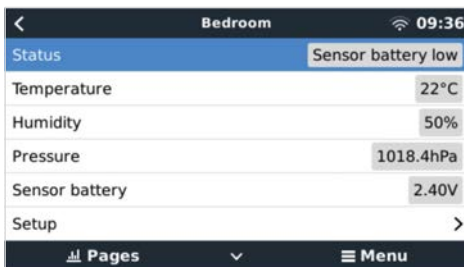 Bedroom 09:36
Status Sensor battery low
Temperature 22°C
Humidity 50%
Pressure 1018.4hPa
Sensor battery 2.40V
Setup
Pages Menu